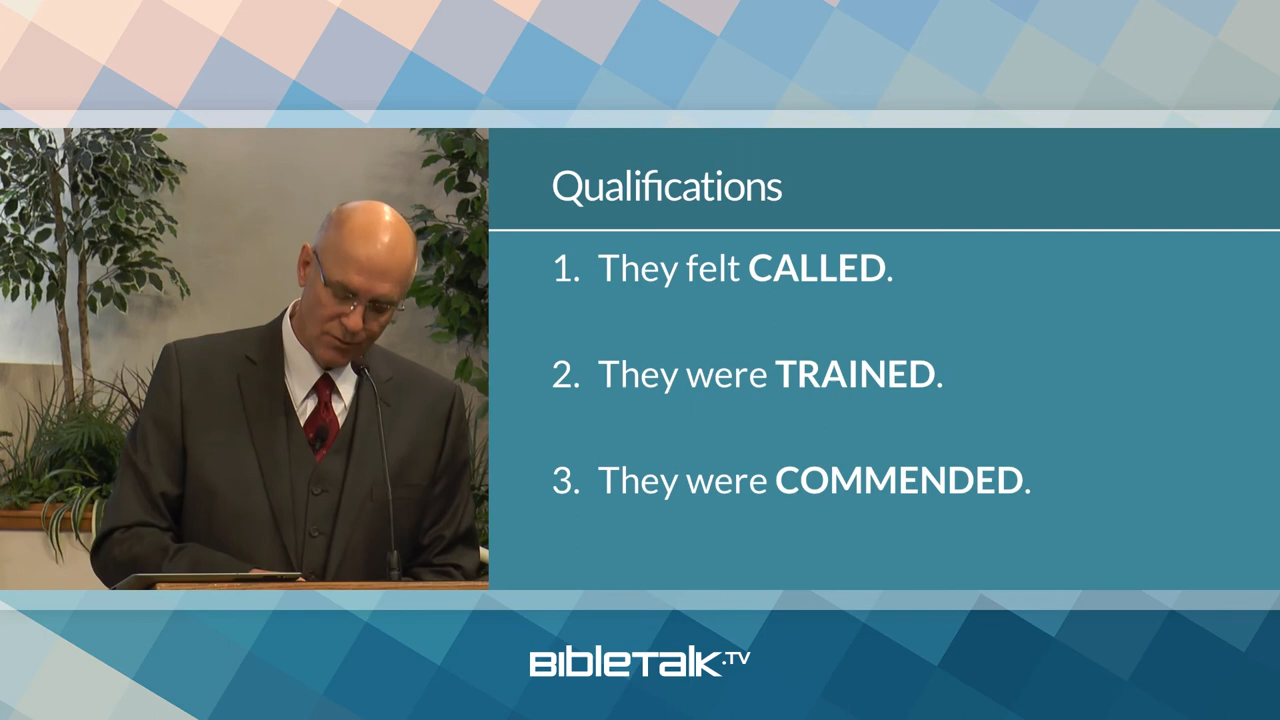 Qualifications
1. They felt CALLED.
2. They were TRAINED.
3. They were COMMENDED.
BIBLETALK.TV